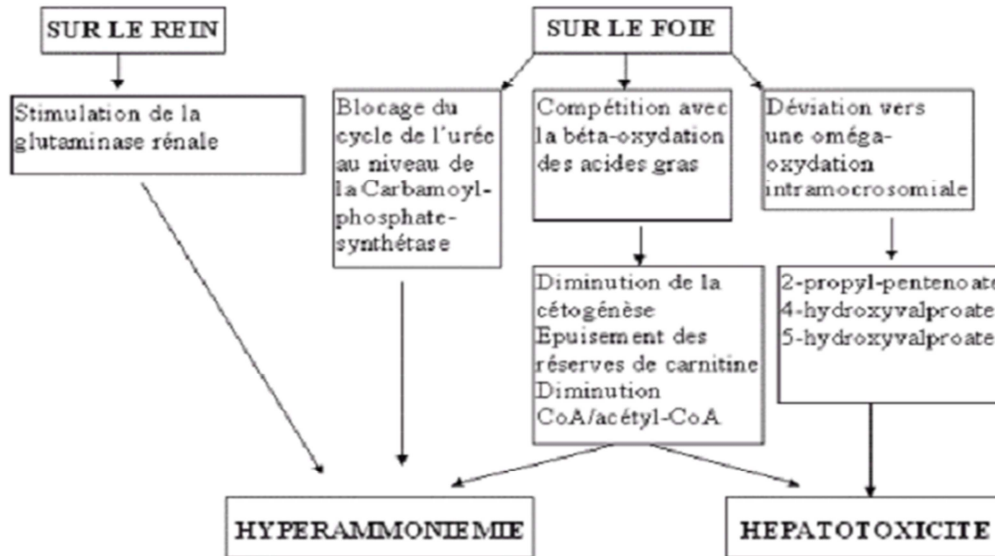 SUR LE REIN
SUR LE FOIE
Stimulation de la
glutaminase rénale
Blocage du
cycle de l'urée
au niveau de
la Carbamoyl-
phosphate-
synthétase
Compétition avec
la béta-oxydation
des acides gras
Déviation vers
une oméga-
oxydation
intramocrosomiale
Diminution de la
cétogénèse
Epuisement des
réserves de carnitine
Diminution
CoA/acétyl-CoA
2-propyl-pentenoate
4-hydroxyvalproate
5-hydroxyvalproate
HYPERAMMONIEMIE
HEPATOTOXICITE